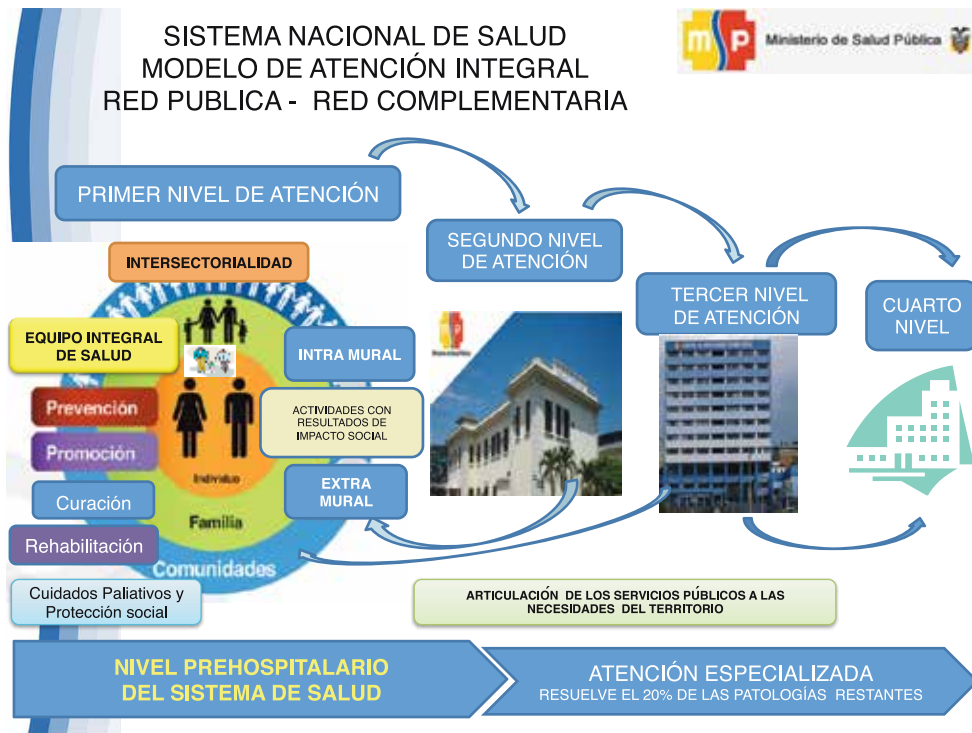 SISTEMA NACIONAL DE SALUD
MODELO DE ATENCIÓN INTEGRAL
RED PUBLICA - RED COMPLEMENTARIA
msp
Ministerio de Salud Pública
PRIMER NIVEL DE ATENCIÓN
SEGUNDO NIVEL
DE ATENCIÓN
TERCER NIVEL
DE ATENCIÓN
CUARTO
NIVEL
INTERSECTORIALIDAD
EQUIPO INTEGRAL
DE SALUD
INTRA MURAL
Prevención
ACTIVIDADES CON
RESULTADOS DE
IMPACTO SOCIAL
Promoción
Individuo
EXTRA
MURAL
Curación
Familia
Rehabilitación
Comunidades
Cuidados Paliativos y
Protección social
ARTICULACIÓN DE LOS SERVICIOS PÚBLICOS A LAS
NECESIDADES DEL TERRITORIO
NIVEL PREHOSPITALARIO
DEL SISTEMA DE SALUD
ATENCIÓN ESPECIALIZADA
RESUELVE EL 20% DE LAS PATOLOGÍAS RESTANTES